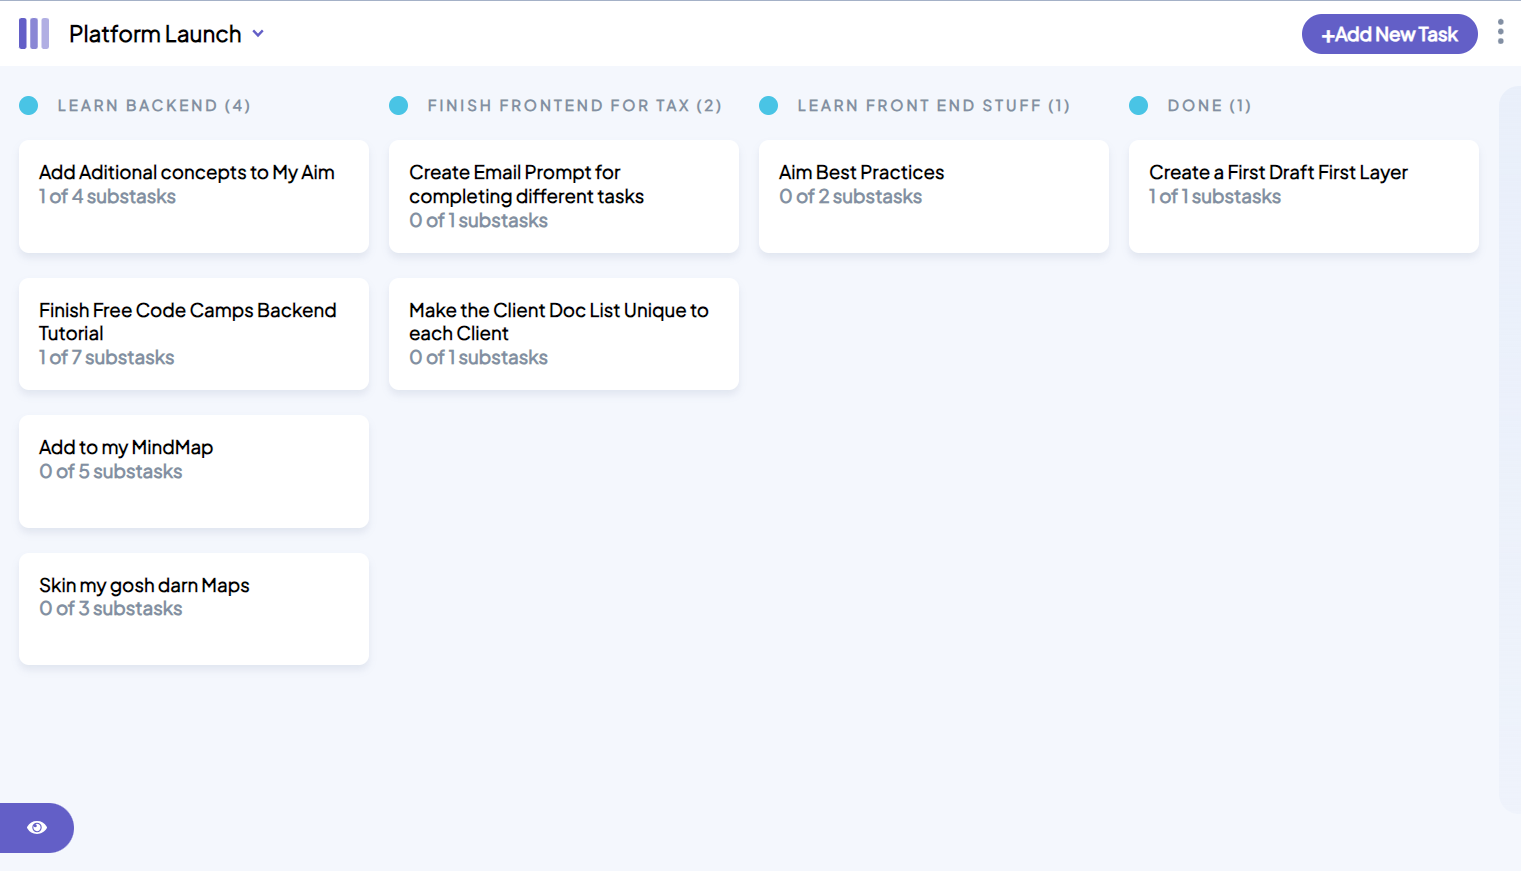 Platform Launch
+Add New Task
LEARN BACKEND (4)
Add Aditional concepts to My Aim
1 of 4 substasks
Finish Free Code Camps Backend
Tutorial
1 of 7 substasks
Add to my MindMap
0 of 5 substasks
Skin my gosh darn Maps
0 of 3 substasks
FINISH FRONTEND FOR TAX (2)
Create Email Prompt for
completing different tasks
0 of 1 substasks
Make the Client Doc List Unique to
each Client
0 of 1 substasks
LEARN FRONT END STUFF (1)
Aim Best Practices
0 of 2 substasks
DONE (1)
Create a First Draft First Layer
1 of 1 substasks